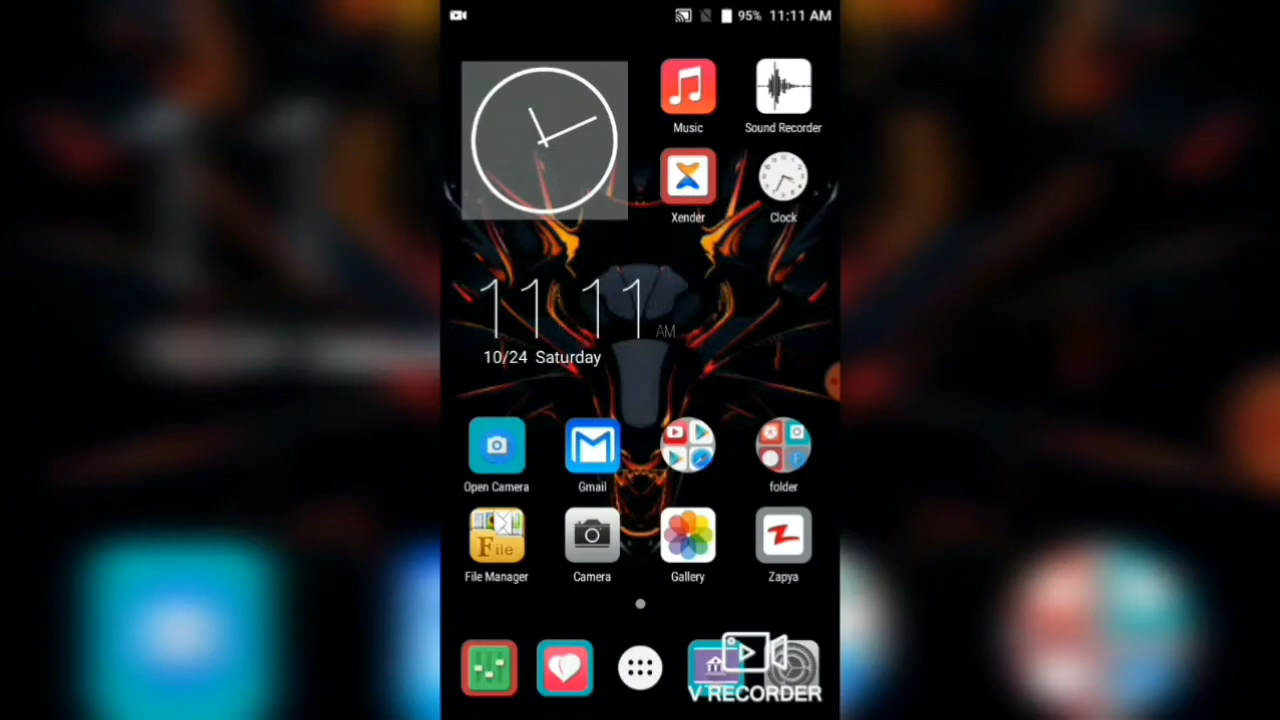 95% 11:11 AM
Music
Sound Recorder
Xender
Clock
11 11 AM
10/24 Saturday
Open Camera
Gmail
folder
File
File Manager
Camera
Gallery
Zapya
V RECORDER